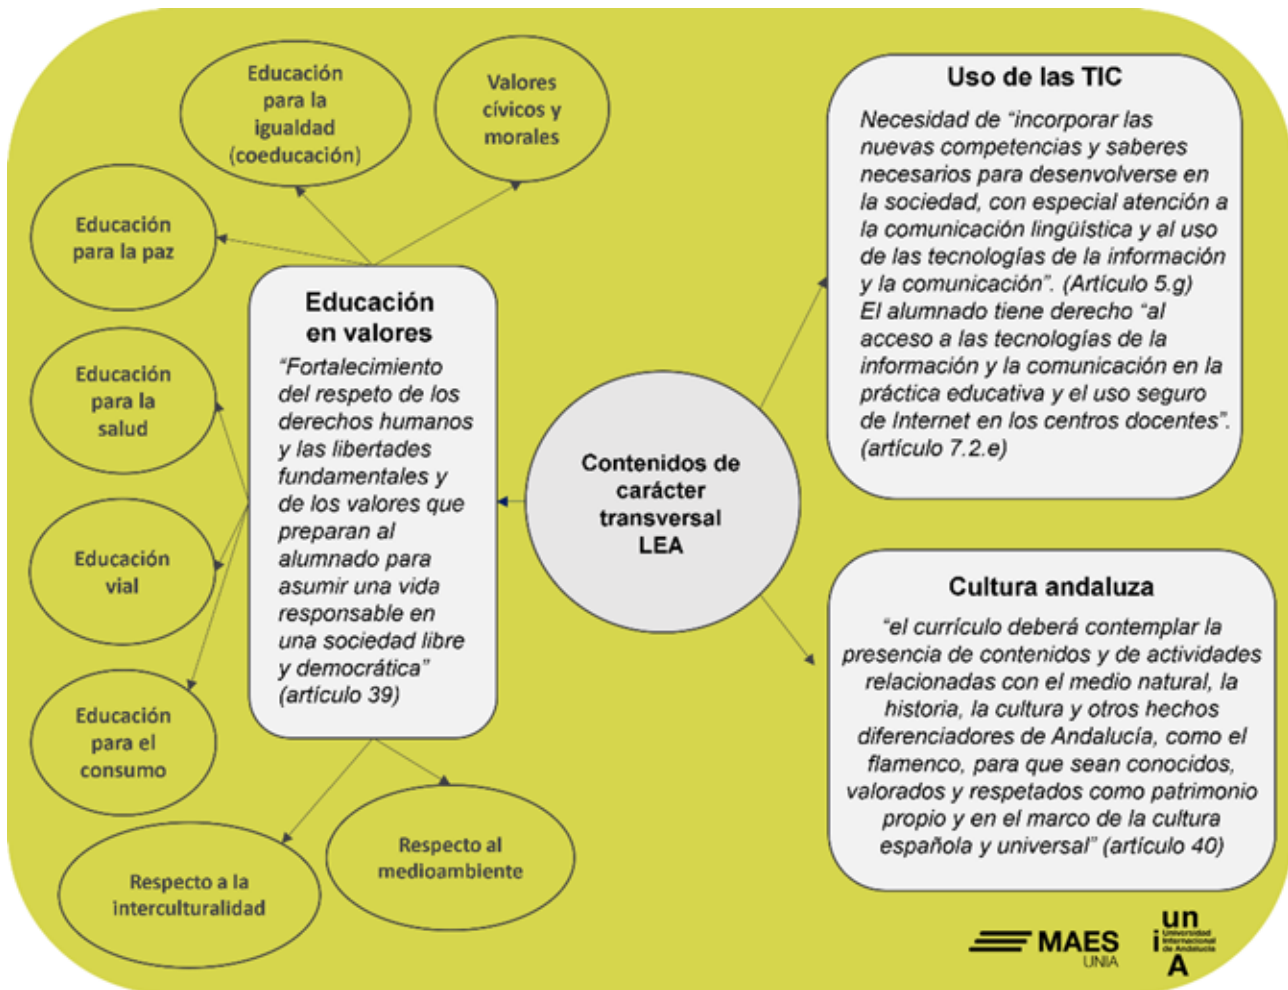 Educación
para la
igualdad
(coeducación)
Valores
cívicos y
morales
Educación
para la paz
Educación
para la
salud
Educación
vial
Educación
para el
consumo
Respecto a la
interculturalidad
Respecto al
medioambiente
Educación
en valores
“Fortalecimiento
del respeto de los
derechos humanos
y las libertades
fundamentales y
de los valores que
preparan al
alumnado para
asumir una vida
responsable en
una sociedad libre
y democrática”
(artículo 39)
Contenidos de
carácter
transversal
LEA
Uso de las TIC
Necesidad de “incorporar las
nuevas competencias y saberes
necesarios para desenvolverse en
la sociedad, con especial atención a
la comunicación lingüística y al uso
de las tecnologías de la información
y la comunicación”. (Artículo 5.g)
El alumnado tiene derecho “al
acceso a las tecnologías de la
información y la comunicación en la
práctica educativa y el uso seguro
de Internet en los centros docentes”.
(artículo 7.2.e)
Cultura andaluza
“el currículo deberá contemplar la
presencia de contenidos y de actividades
relacionadas con el medio natural, la
historia, la cultura y otros hechos
diferenciadores de Andalucía, como el
flamenco, para que sean conocidos,
valorados y respetados como patrimonio
propio y en el marco de la cultura
española y universal” (artículo 40)
MAES
UNIA
un
i
Universidad
Internacional
de Andalucía
A